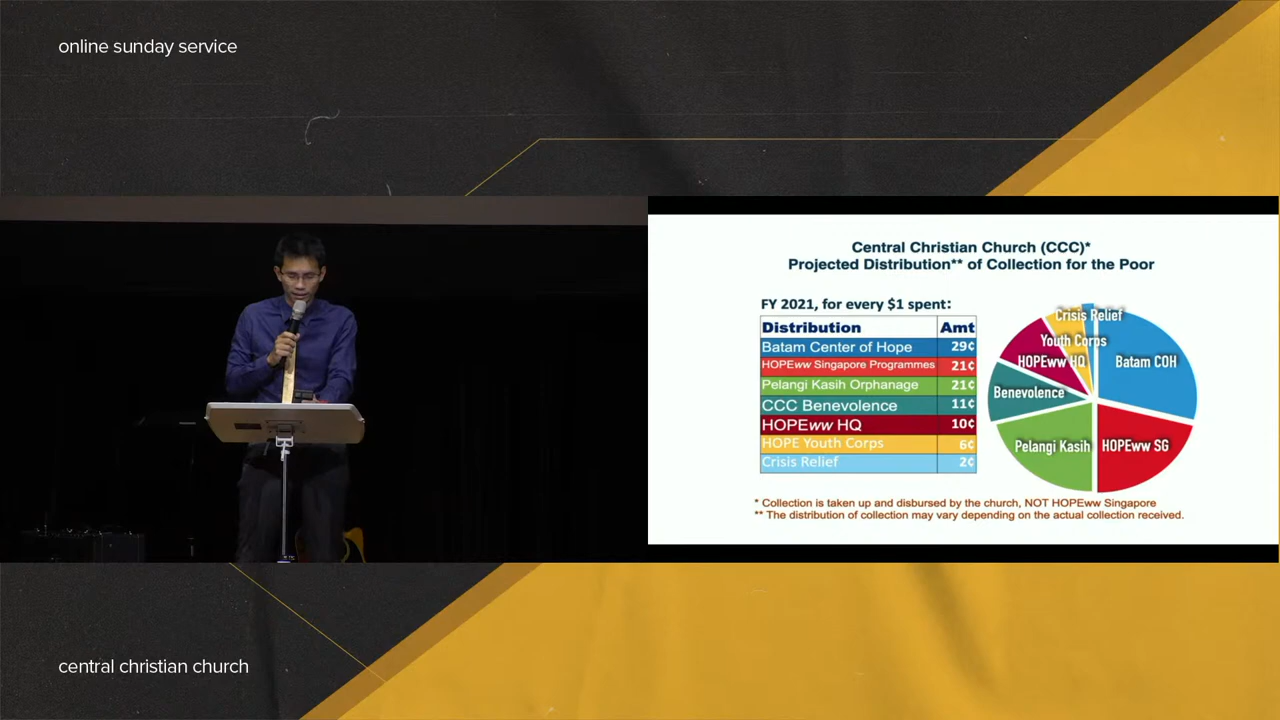 online sunday service
Central Christian Church (CCC)*
Projected Distribution** of Collection for the Poor
FY 2021, for every $1 spent:
Distribution Amt
Batam Center of Hope 29¢
HOPEww Singapore Programmes 21¢
Pelangi Kasih Orphanage 21¢
CCC Benevolence 11¢
HOPEww HQ 10¢
HOPE Youth Corps 6¢
Crisis Relief 2¢
Crisis Relief
Youth Corps
HOPEww HQ
Batam COH
Benevolence
Pelangi Kasih
HOPEww SG
* Collection is taken up and disbursed by the church, NOT HOPEww Singapore
** The distribution of collection may vary depending on the actual collection received.
central christian church